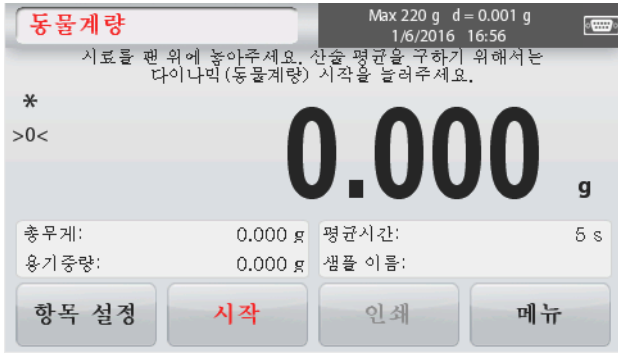 동물계량
Max 220 g d = 0.001 g
1/6/2016 16:56
시료를 팬 위에 놓아주세요. 산술 평균을 구하기 위해서는
다이나믹(동물계량) 시작을 눌러주세요.
*
>0<
0.000 g
총무게: 0.000 g 평균시간: 5 s
용기중량: 0.000 g 샘플 이름:
항목 설정 시작 인쇄 메뉴